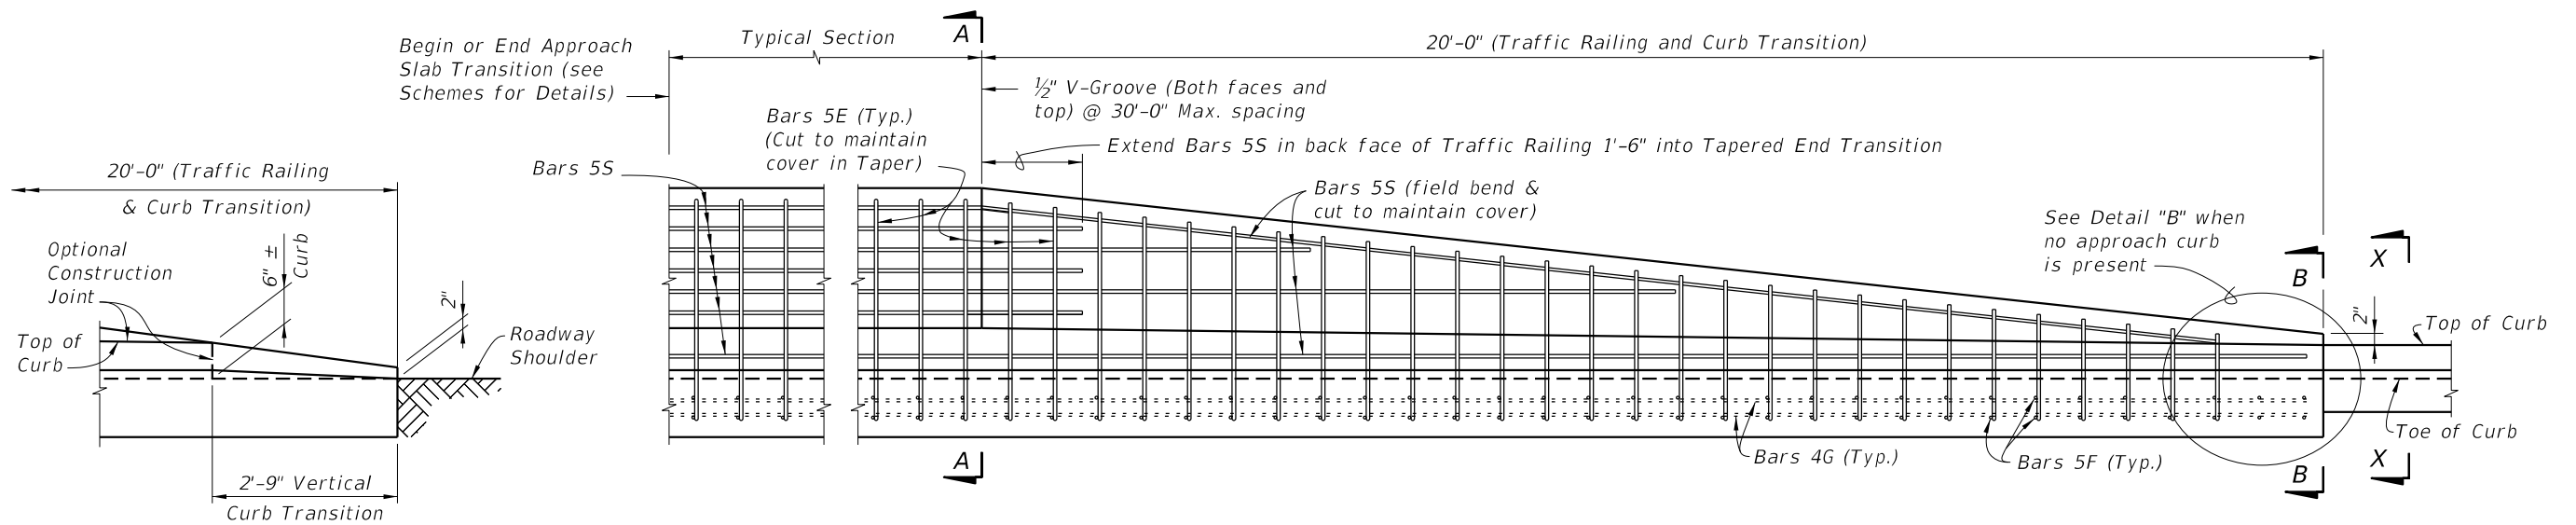 20'-0" (Traffic Railing
& Curb Transition)
Optional
Construction
Joint
6" ±
Curb
2"
Top of
Curb
Roadway
Shoulder
2'-9" Vertical
Curb Transition
Begin or End Approach
Slab Transition (see
Schemes for Details)
Typical Section
A
20'-0" (Traffic Railing and Curb Transition)
½" V-Groove (Both faces and
top) @ 30'-0" Max. spacing
Bars 5E (Typ.)
(Cut to maintain
cover in Taper)
Bars 5S
Extend Bars 5S in back face of Traffic Railing 1'-6" into Tapered End Transition
Bars 5S (field bend &
cut to maintain cover)
See Detail "B" when
no approach curb
is present
B
X
2"
Top of Curb
Toe of Curb
Bars 4G (Typ.)
Bars 5F (Typ.)
A
B
X